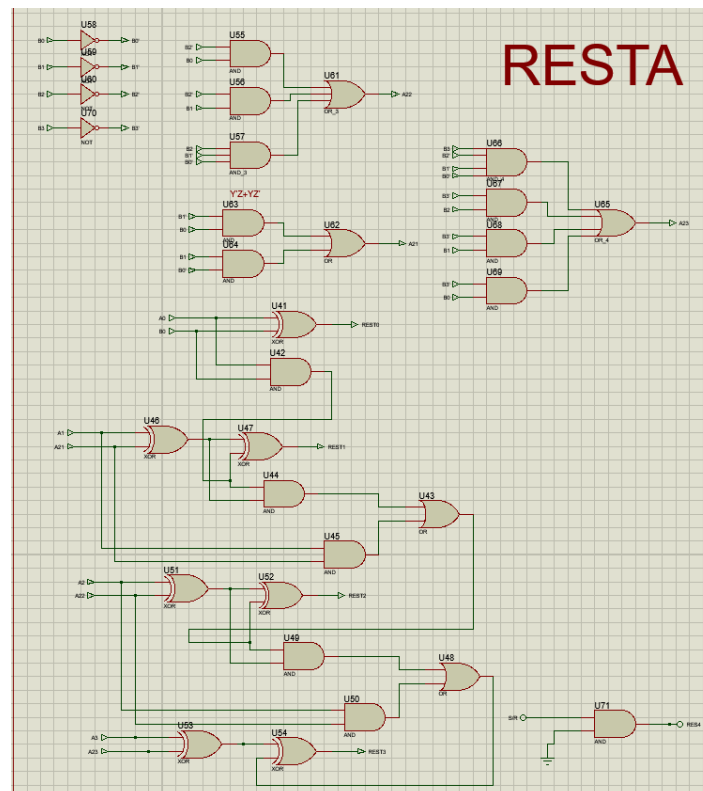 RESTA
U58
B0
B0'
U59
B1
B1'
U60
B2
B2'
NOT
U70
B3
B3'
NOT
U55
B2'
B0
AND
U56
B2'
B1
AND
U57
B2
B1'
B0'
AND_3
U61
OR_3
A22
Y'Z+YZ'
U63
B1'
B0
U64
B1
B0'
AND
U62
OR
A21
U66
B3
B2'
B1'
B0'
AND_4
U67
B3'
B2
AND
U68
B3'
B1
AND
U69
B3'
B0
AND
U65
OR_4
A23
U41
A0
B0
XOR
REST0
U42
AND
U46
A1
A21
XOR
U47
XOR
REST1
U44
AND
U43
OR
U45
AND
U51
A2
A22
XOR
U52
XOR
REST2
U49
AND
U48
OR
U50
AND
U53
A3
A23
XOR
U54
XOR
REST3
U71
S/R
AND
RES4